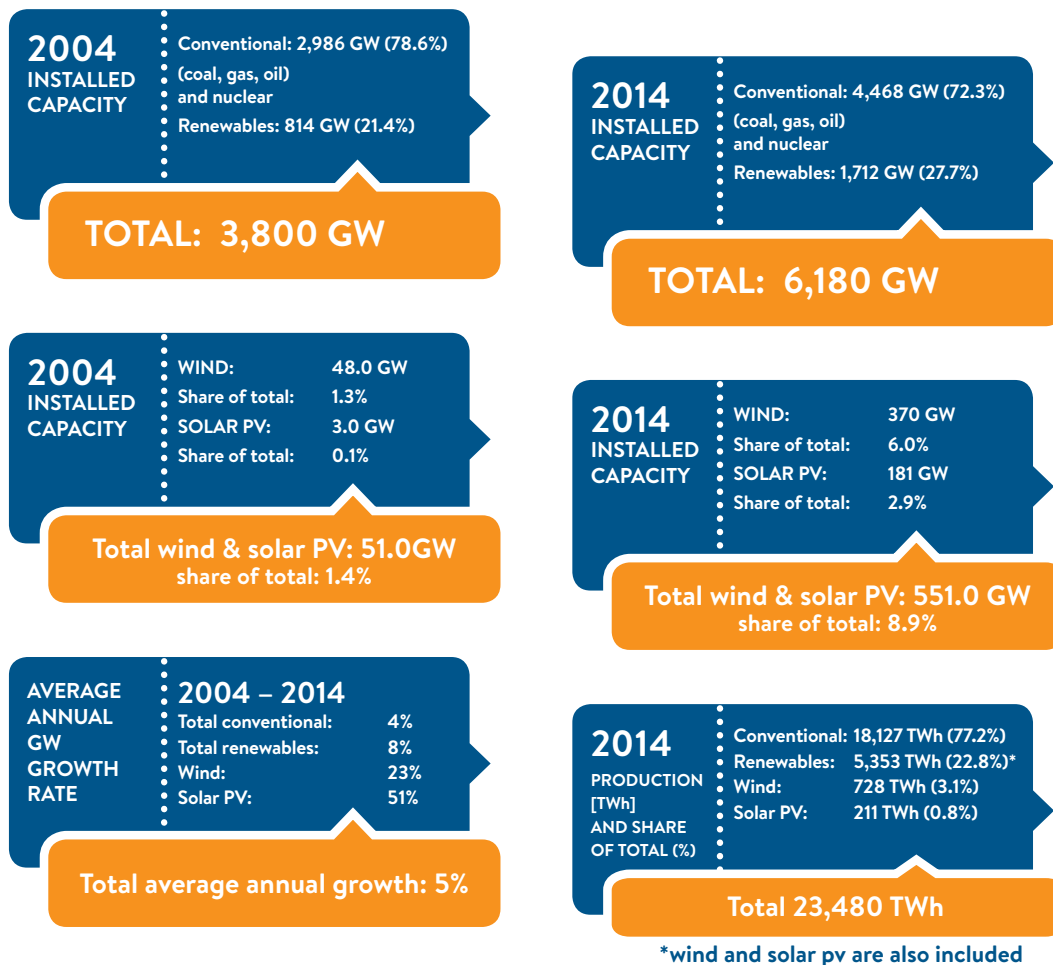 2004
INSTALLED
CAPACITY
Conventional: 2,986 GW (78.6%)
(coal, gas, oil)
and nuclear
Renewables: 814 GW (21.4%)
TOTAL: 3,800 GW
2014
INSTALLED
CAPACITY
Conventional: 4,468 GW (72.3%)
(coal, gas, oil)
and nuclear
Renewables: 1,712 GW (27.7%)
TOTAL: 6,180 GW
2004
INSTALLED
CAPACITY
WIND: 48.0 GW
Share of total: 1.3%
SOLAR PV: 3.0 GW
Share of total: 0.1%
Total wind & solar PV: 51.0GW
share of total: 1.4%
2014
INSTALLED
CAPACITY
WIND: 370 GW
Share of total: 6.0%
SOLAR PV: 181 GW
Share of total: 2.9%
Total wind & solar PV: 551.0 GW
share of total: 8.9%
AVERAGE
ANNUAL
GW
GROWTH
RATE
2004 – 2014
Total conventional: 4%
Total renewables: 8%
Wind: 23%
Solar PV: 51%
Total average annual growth: 5%
2014
PRODUCTION
[TWh]
AND SHARE
OF TOTAL (%)
Conventional: 18,127 TWh (77.2%)
Renewables: 5,353 TWh (22.8%)*
Wind: 728 TWh (3.1%)
Solar PV: 211 TWh (0.8%)
Total 23,480 TWh
*wind and solar pv are also included